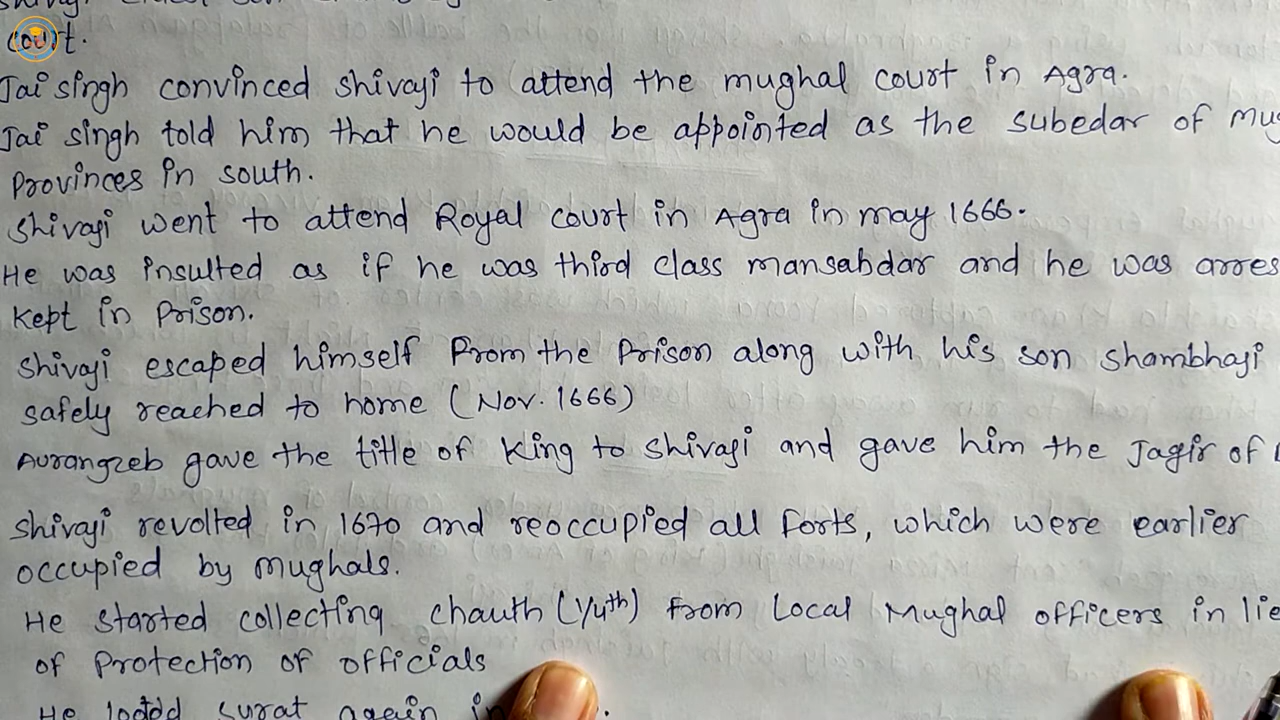 court.
Jai singh convinced shivaji to attend the mughal court in Agra.
Jai singh told him that he would be appointed as the subedar of
Provinces in south.
shivaji went to attend Royal court in Agra in may 1666.
He was insulted as if he was third class mansabdar and he was
Kept in Prison.
shivaji escaped himself From the Prison along with his son shambhaji
safely reached to home (Nov. 1666)
Aurangzeb gave the title of King to shivaji and gave him the Jagir of
shivaji revolted in 1670 and reoccupied all forts, which were earlier
occupied by mughals.
He started collecting chauth (1/4th) from Local Mughal officers in
of Protection of officials
He surat again